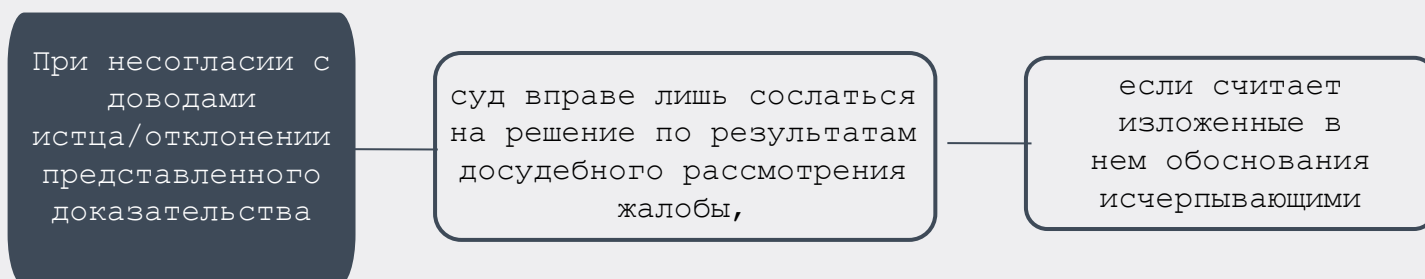 При несогласии с
доводами
истца/отклонении
представленного
доказательства
суд вправе лишь сослаться
на решение по результатам
досудебного рассмотрения
жалобы,
если считает
изложенные в
нем обоснования
исчерпывающими